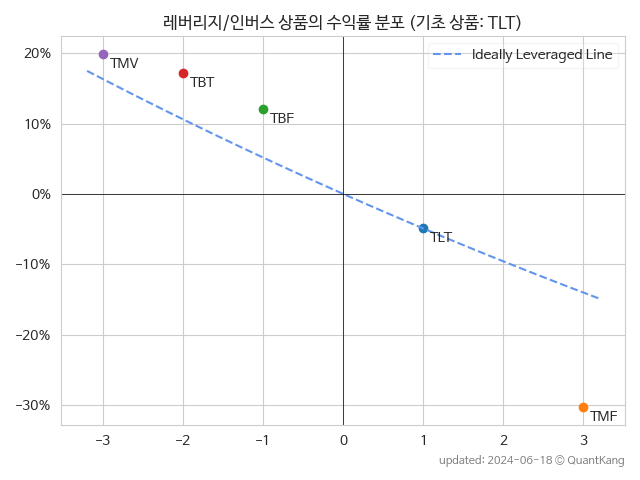 레버리지/인버스 상품의 수익률 분포 (기초 상품: TLT)
Ideally Leveraged Line
20%
10%
0%
−10%
−20%
−30%
TMV
TBT
TBF
TLT
TMF
−3
−2
−1
0
1
2
3
updated: 2024-06-18 © QuantKang